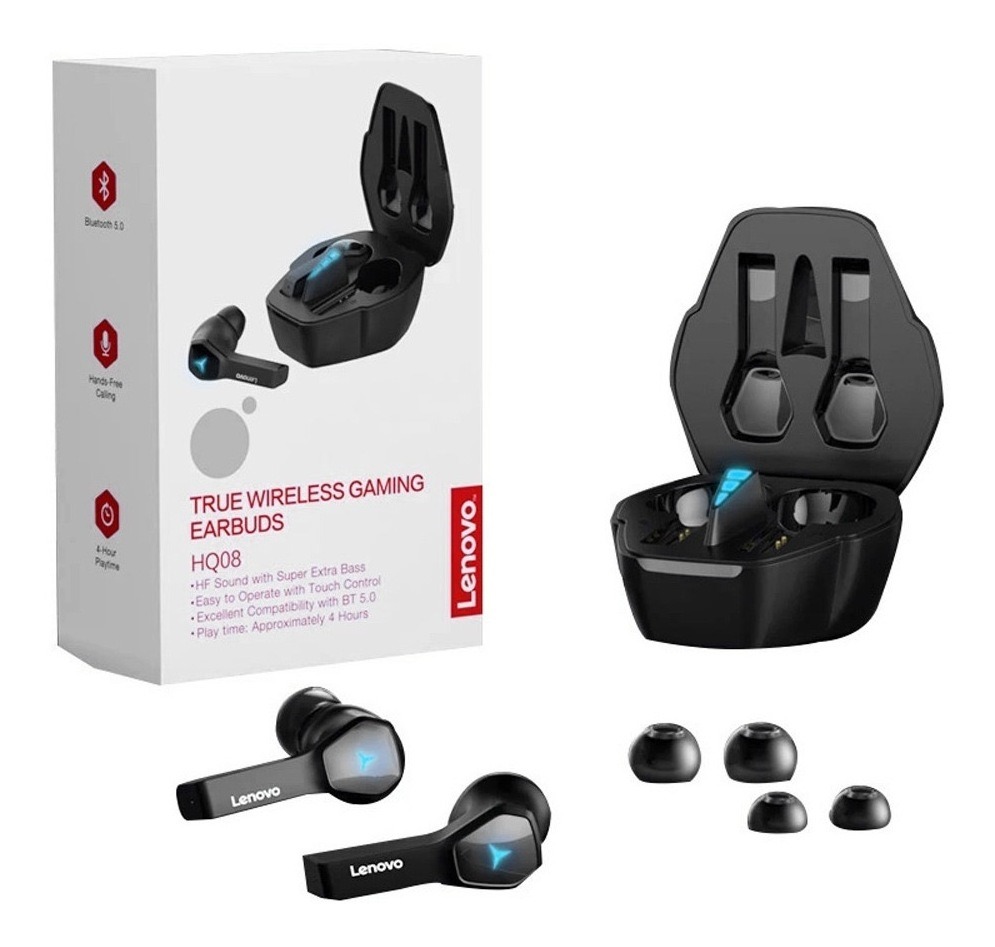 Bluetooth 5.0
Hands-Free
Calling
4-Hour
Playtime
LENOVO
TRUE WIRELESS GAMING
EARBUDS
HQ08
•HF Sound with Super Extra Bass
•Easy to Operate with Touch Control
•Excellent Compatibility with BT 5.0
•Play time: Approximately 4 Hours
Lenovo™
Lenovo
Lenovo